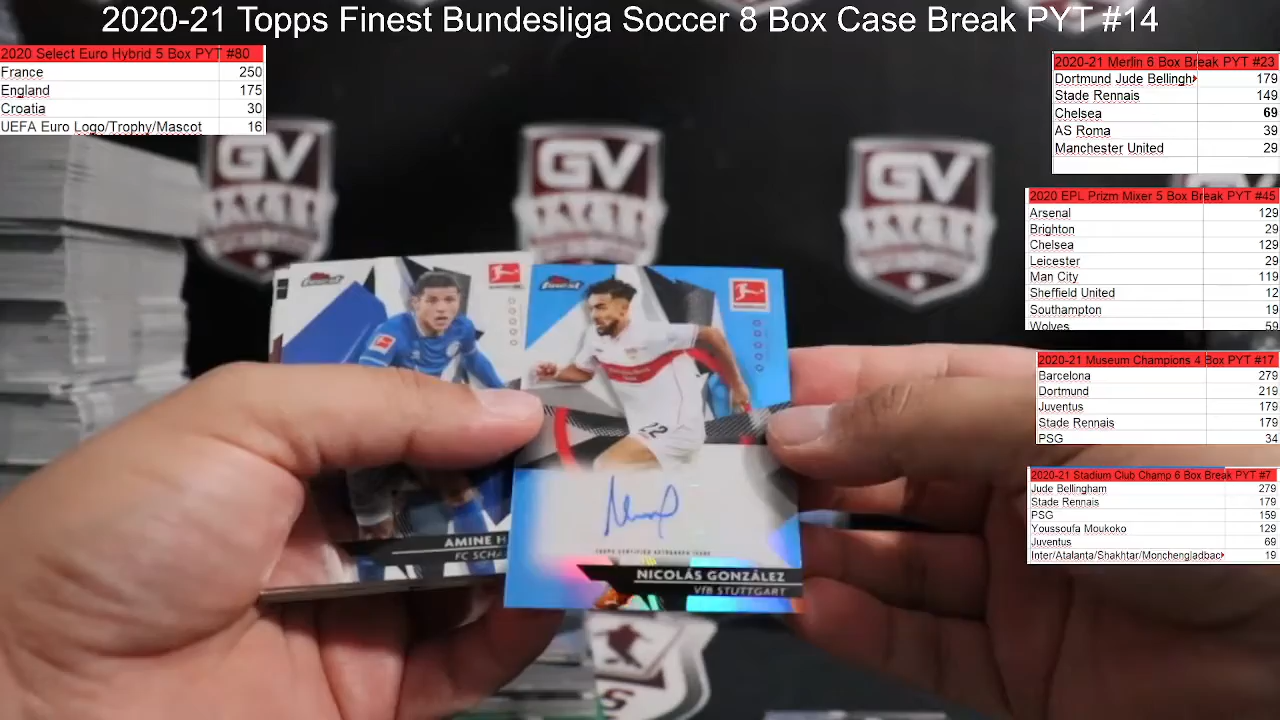 2020-21 Topps Finest Bundesliga Soccer 8 Box Case Break PYT #14
2020 Select Euro Hybrid 5 Box PYT #80
France 250
England 175
Croatia 30
UEFA Euro Logo/Trophy/Mascot 16
2020-21 Merlin 6 Box Break PYT #23
Dortmund Jude Bellingh
179
Stade Rennais 149
Chelsea 69
AS Roma 39
Manchester United 29
2020 EPL Prizm Mixer 5 Box Break PYT #45
Arsenal 129
Brighton 29
Chelsea 129
Leicester 29
Man City 119
Sheffield United 12
Southampton 19
Wolves 59
2020-21 Museum Champions 4 Box PYT #17
Barcelona 279
Dortmund 219
Juventus 179
Stade Rennais 179
PSG 34
2020-21 Stadium Club Champ 6 Box Break PYT #7
Jude Bellingham 279
Stade Rennais 179
PSG 159
Youssoufa Moukoko 129
Juventus 69
Inter/Atalanta/Shakhtar/Monchengladbac 19
GV
GV
GV
finest
finest
22
AMINE H
FC SCHA
TOPPS CERTIFIED AUTOGRAPH ISSUE
NICOLÁS GONZÁLEZ
VfB STUTTGART
S